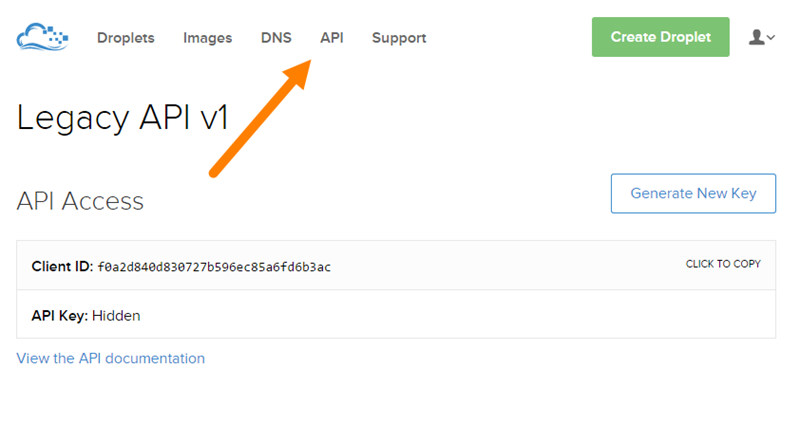 Droplets Images DNS API Support Create Droplet
Legacy API v1
API Access Generate New Key
Client ID: f0a2d840d830727b596ec85a6fd6b3ac CLICK TO COPY
API Key: Hidden
View the API documentation